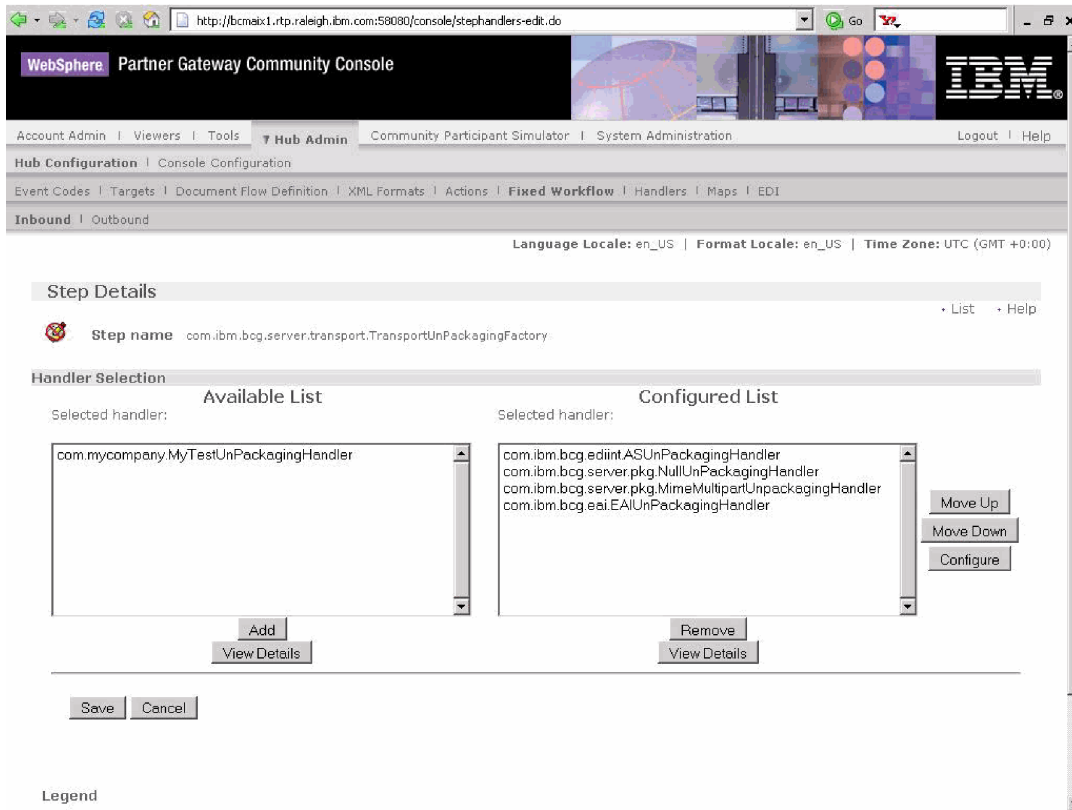 http://bcmaix1.rtp.raleigh.ibm.com:58080/console/stephandlers-edit.do Go
WebSphere. Partner Gateway Community Console IBM®
Account Admin | Viewers | Tools Hub Admin Community Participant Simulator | System Administration Logout | Help
Hub Configuration | Console Configuration
Event Codes | Targets | Document Flow Definition | XML Formats | Actions | Fixed Workflow | Handlers | Maps | EDI
Inbound | Outbound
Language Locale: en_US | Format Locale: en_US | Time Zone: UTC (GMT +0:00)
Step Details
List Help
Step name com.ibm.bcg.server.transport.TransportUnPackagingFactory
Handler Selection
Available List Configured List
Selected handler: Selected handler:
com.mycompany.MyTestUnPackagingHandler com.ibm.bcg.ediint.ASUnPackagingHandler
com.ibm.bcg.server.pkg.NullUnPackagingHandler
com.ibm.bcg.server.pkg.MimeMultipartUnpackagingHandler
com.ibm.bcg.eai.EAIUnPackagingHandler
Move Up
Move Down
Configure
Add Remove
View Details View Details
Save Cancel
Legend